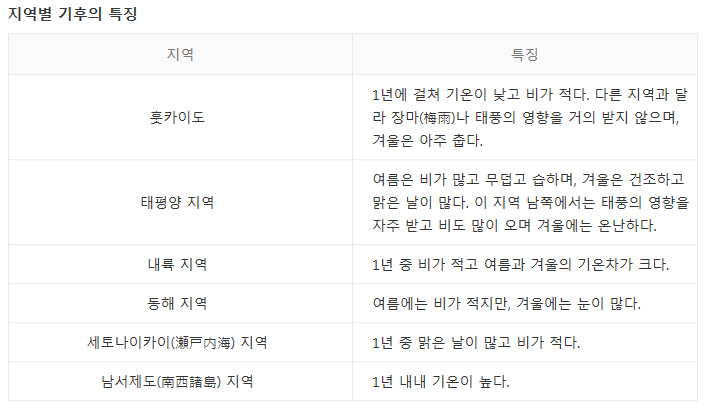 지역별 기후의 특징
지역
특징
홋카이도
1년에 걸쳐 기온이 낮고 비가 적다. 다른 지역과 달
라 장마(梅雨)나 태풍의 영향을 거의 받지 않으며,
겨울은 아주 춥다.
태평양 지역
여름은 비가 많고 무덥고 습하며, 겨울은 건조하고
맑은 날이 많다. 이 지역 남쪽에서는 태풍의 영향을
자주 받고 비도 많이 오며 겨울에는 온난하다.
내륙 지역
1년 중 비가 적고 여름과 겨울의 기온차가 크다.
동해 지역
여름에는 비가 적지만, 겨울에는 눈이 많다.
세토나이카이(瀬戸内海) 지역
1년 중 맑은 날이 많고 비가 적다.
남서제도(南西諸島) 지역
1년 내내 기온이 높다.